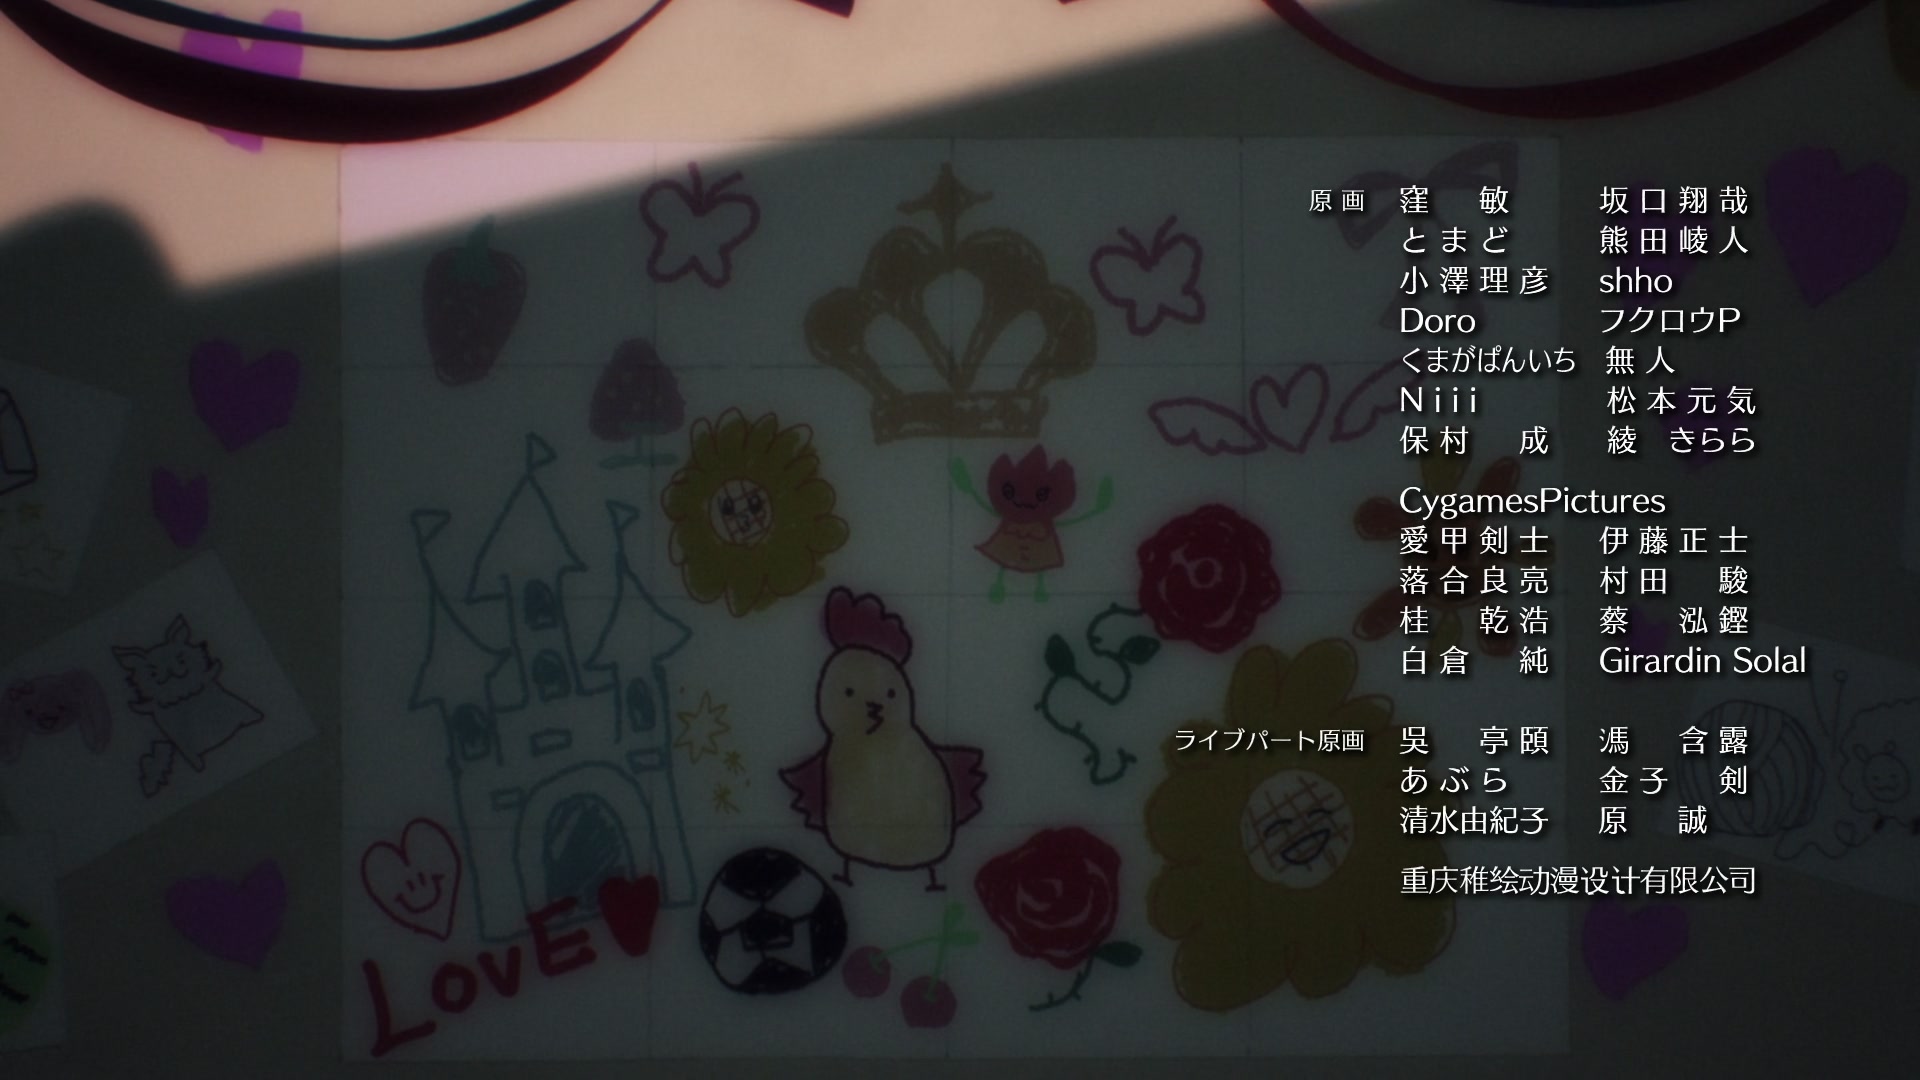 原画 窪 敏 坂口翔哉
とまど 熊田崚人
小澤理彦 shho
Doro フクロウP
くまがぱんいち 無人
Niii 松本元気
保村 成 綾 きらら
CygamesPictures
愛甲剣士 伊藤正士
落合良亮 村田 駿
桂 乾浩 蔡 泓鏗
白倉 純 Girardin Solal
ライブパート原画 吳 亭頤 馮 含露
あぶら 金子 剣
清水由紀子 原 誠
重庆稚绘动漫设计有限公司
LovE